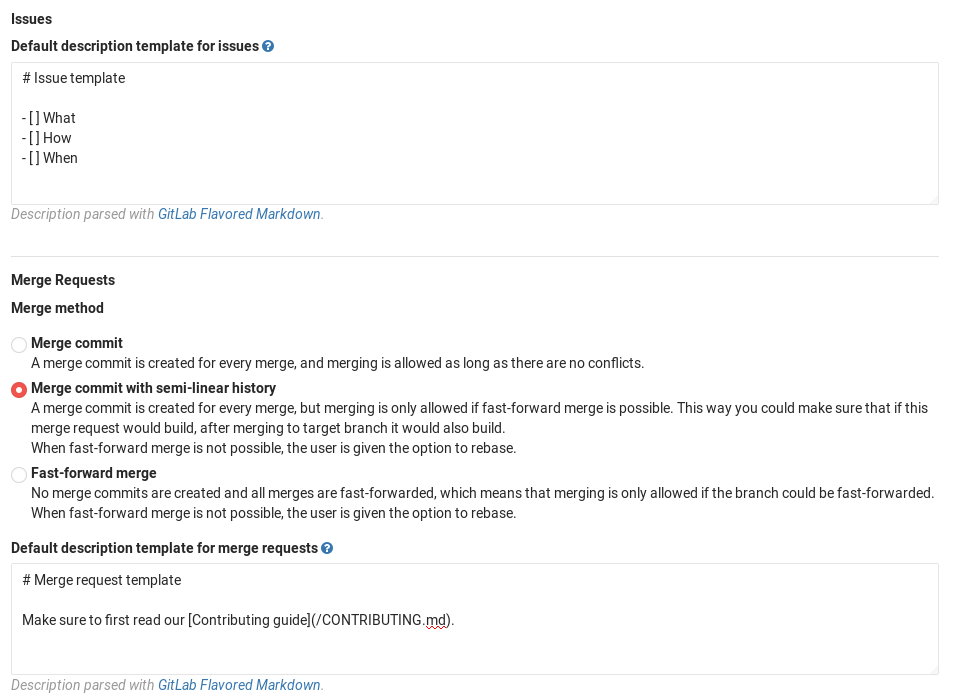 Issues
Default description template for issues ?
# Issue template
- [ ] What
- [ ] How
- [ ] When
Description parsed with GitLab Flavored Markdown.
Merge Requests
Merge method
Merge commit
A merge commit is created for every merge, and merging is allowed as long as there are no conflicts.
Merge commit with semi-linear history
A merge commit is created for every merge, but merging is only allowed if fast-forward merge is possible. This way you could make sure that if this
merge request would build, after merging to target branch it would also build.
When fast-forward merge is not possible, the user is given the option to rebase.
Fast-forward merge
No merge commits are created and all merges are fast-forwarded, which means that merging is only allowed if the branch could be fast-forwarded.
When fast-forward merge is not possible, the user is given the option to rebase.
Default description template for merge requests ?
# Merge request template
Make sure to first read our [Contributing guide](/CONTRIBUTING.md).
Description parsed with GitLab Flavored Markdown.